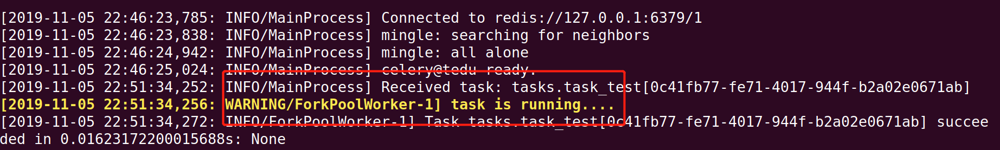 [2019-11-05 22:46:23,785: INFO/MainProcess] Connected to redis://127.0.0.1:6379/1
[2019-11-05 22:46:23,838: INFO/MainProcess] mingle: searching for neighbors
[2019-11-05 22:46:24,942: INFO/MainProcess] mingle: all alone
[2019-11-05 22:46:25,024: INFO/MainProcess] celery@tedu ready.
[2019-11-05 22:51:34,252: INFO/MainProcess] Received task: tasks.task_test[0c41fb77-fe71-4017-944f-b2a02e0671ab]
[2019-11-05 22:51:34,256: WARNING/ForkPoolWorker-1] task is running....
[2019-11-05 22:51:34,272: INFO/ForkPoolWorker-1] Task tasks.task_test[0c41fb77-fe71-4017-944f-b2a02e0671ab] succee
ded in 0.01623172200015688s: None